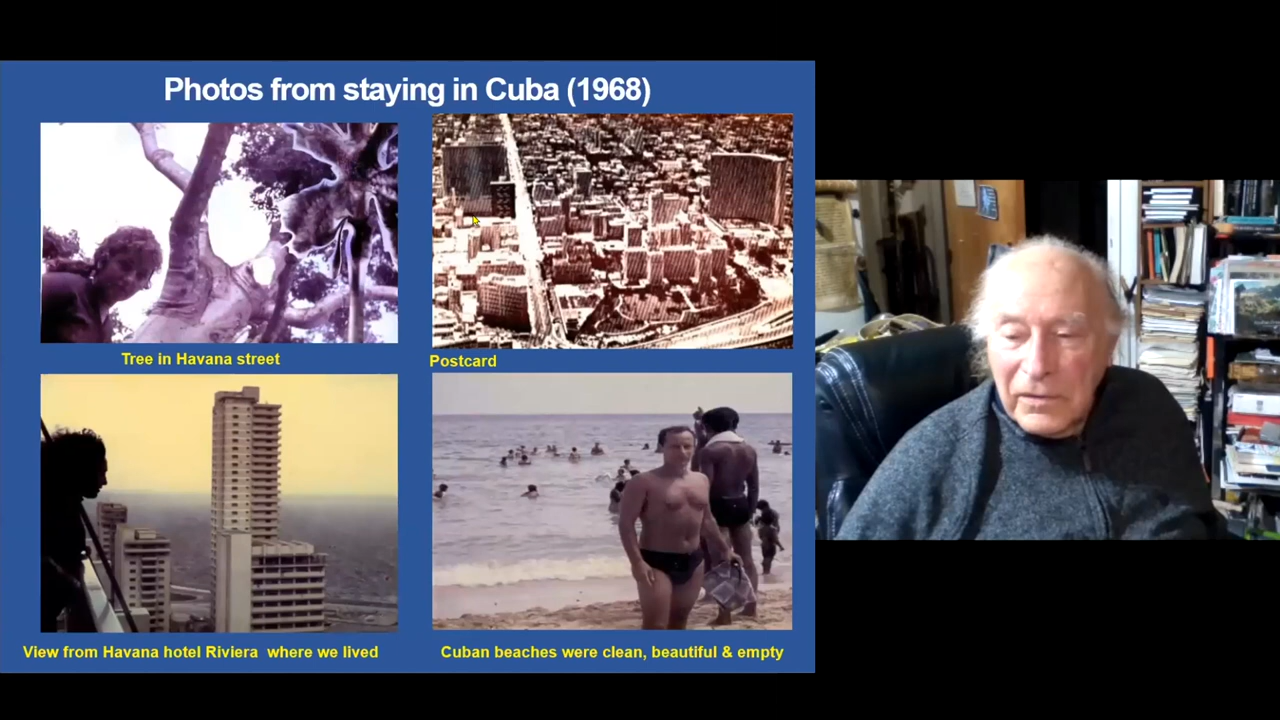 Photos from staying in Cuba (1968)
Tree in Havana street
Postcard
View from Havana hotel Riviera  where we lived
Cuban beaches were clean, beautiful & empty